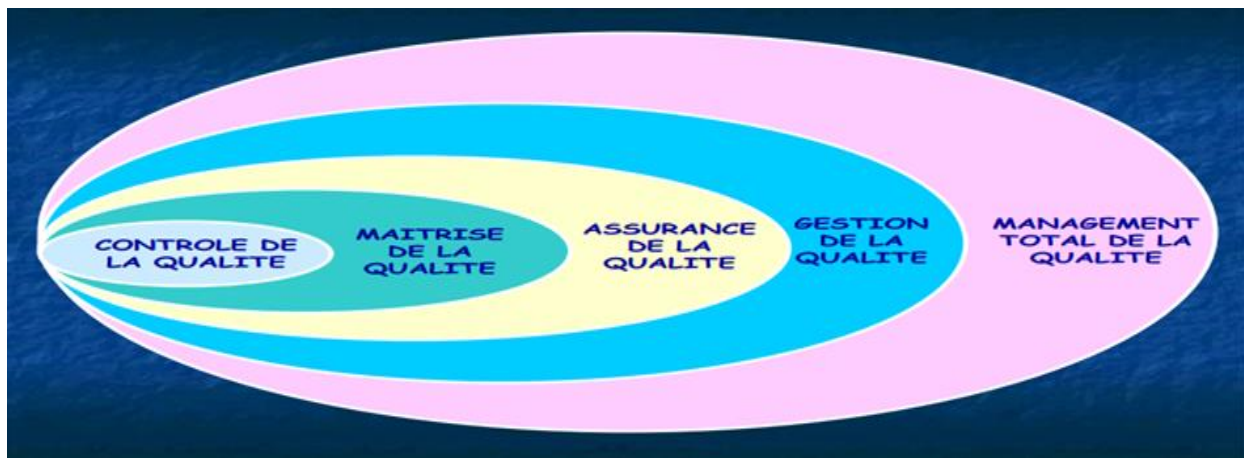 CONTROLE DE
LA QUALITE
MAITRISE
DE LA
QUALITE
ASSURANCE
DE LA
QUALITE
GESTION
DE LA
QUALITE
MANAGEMENT
TOTAL DE LA
QUALITE